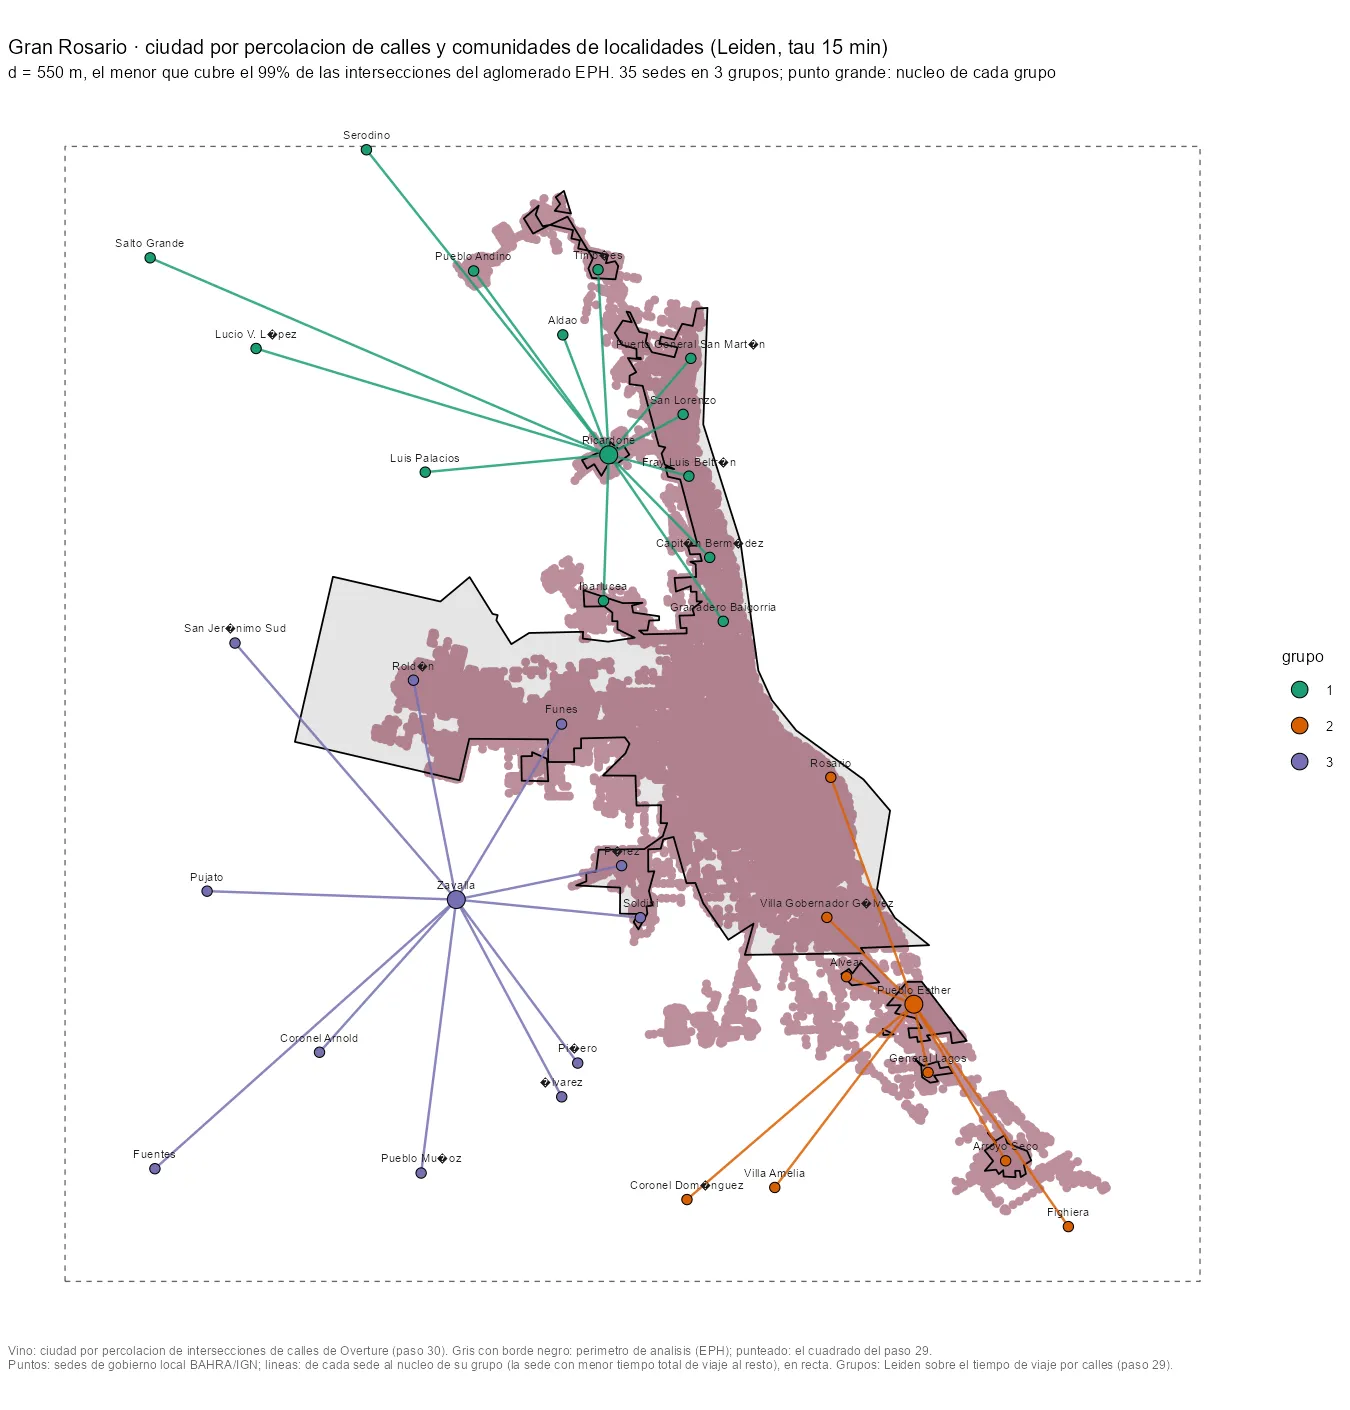 Gran Rosario · ciudad por percolacion de calles y comunidades de localidades (Leiden, tau 15 min)
d = 550 m, el menor que cubre el 99% de las intersecciones del aglomerado EPH. 35 sedes en 3 grupos; punto grande: nucleo de cada grupo
Serodino
Salto Grande
Pueblo Andino
Aldao
Lucio V. L�pez
Puerto General San Mart�n
San Lorenzo
Ricardone
Luis Palacios
Fray Luis Beltr�n
Capit�n Berm�dez
Ibarlucea
Granadero Baigorria
San Jer�nimo Sud
Rold�n
grupo
1
Funes
2
Rosario
3
P�rez
Pujato
Zavalla
Soldini
Villa Gobernador G�lvez
Alvear
Pueblo Esther
Coronel Arnold
Pi�ero
General Lagos
�lvarez
Arroyo Seco
Fuentes
Pueblo Mu�oz
Villa Amelia
Coronel Dom�nguez
Fighiera
Vino: ciudad por percolacion de intersecciones de calles de Overture (paso 30). Gris con borde negro: perimetro de analisis (EPH); punteado: el cuadrado del paso 29.
Puntos: sedes de gobierno local BAHRA/IGN; lineas: de cada sede al nucleo de su grupo (la sede con menor tiempo total de viaje al resto), en recta. Grupos: Leiden sobre el tiempo de viaje por calles (paso 29).